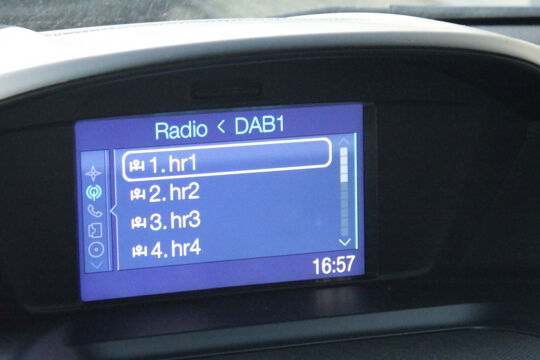 Radio < DAB1
1.hr1
2.hr2
3.hr3
4.hr4
16:57